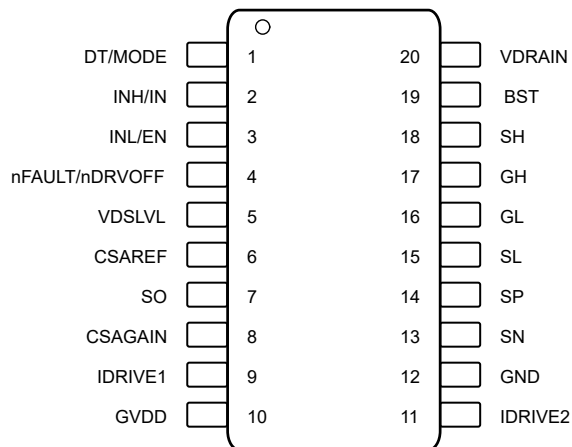 DT/MODE 1 20 VDRAIN
INH/IN 2 19 BST
INL/EN 3 18 SH
nFAULT/nDRVOFF 4 17 GH
VDSLVL 5 16 GL
CSAREF 6 15 SL
SO 7 14 SP
CSAGAIN 8 13 SN
IDRIVE1 9 12 GND
GVDD 10 11 IDRIVE2